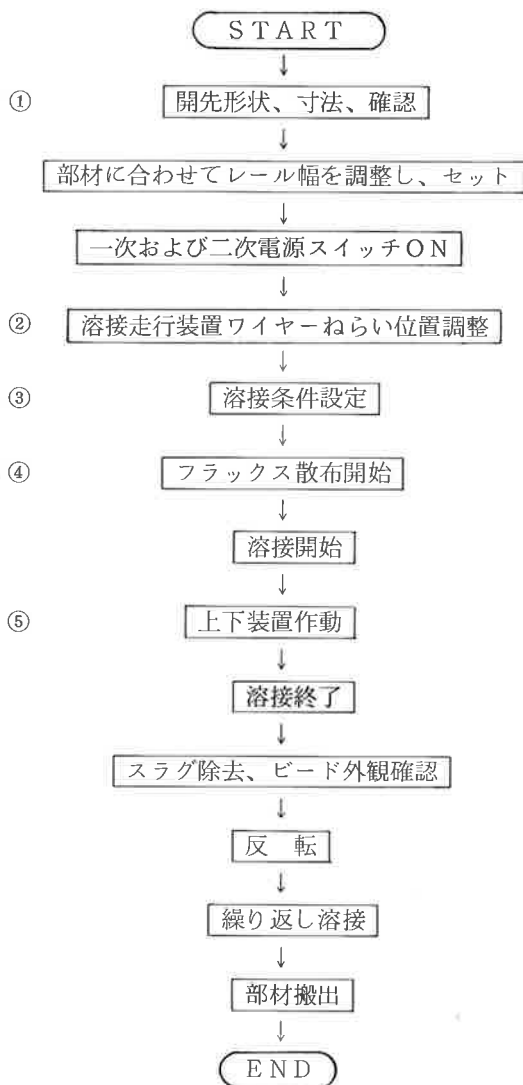 START
① 開先形状、寸法、確認
部材に合わせてレール幅を調整し、セット
一次および二次電源スイッチON
② 溶接走行装置ワイヤーねらい位置調整
③ 溶接条件設定
④ フラックス散布開始
溶接開始
⑤ 上下装置作動
溶接終了
スラグ除去、ビード外観確認
反　転
繰り返し溶接
部材搬出
END